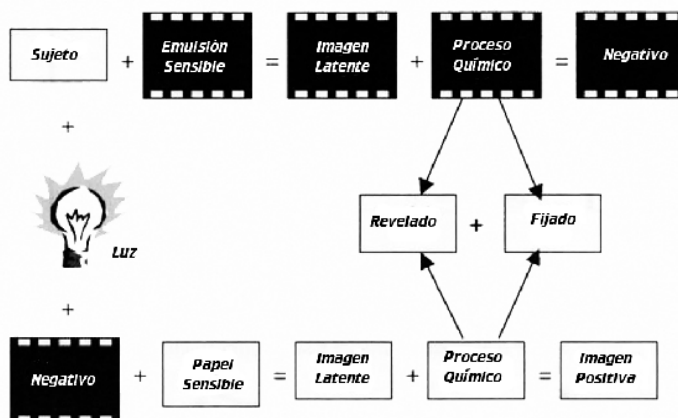 Sujeto + Emulsión Sensible = Imagen Latente + Proceso Químico = Negativo
+
Luz
Revelado + Fijado
+
Negativo + Papel Sensible = Imagen Latente + Proceso Químico = Imagen Positiva